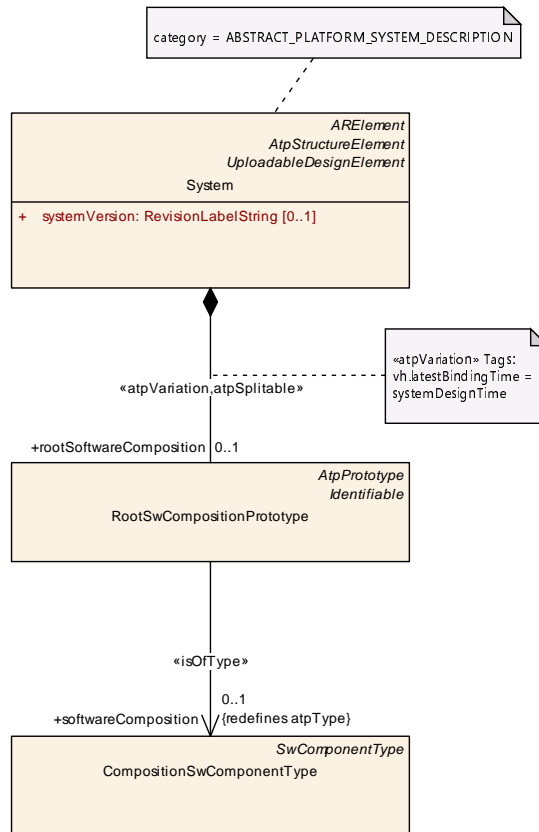 category = ABSTRACT_PLATFORM_SYSTEM_DESCRIPTION
ARElement
AtpStructureElement
UploadableDesignElement
System
+ systemVersion: RevisionLabelString [0..1]
«atpVariation» Tags:
vh.latestBindingTime =
systemDesignTime
«atpVariation,atpSplitable»
+rootSoftwareComposition 0..1
AtpPrototype
Identifiable
RootSwCompositionPrototype
«isOfType»
0..1
+softwareComposition {redefines atpType}
SwComponentType
CompositionSwComponentType